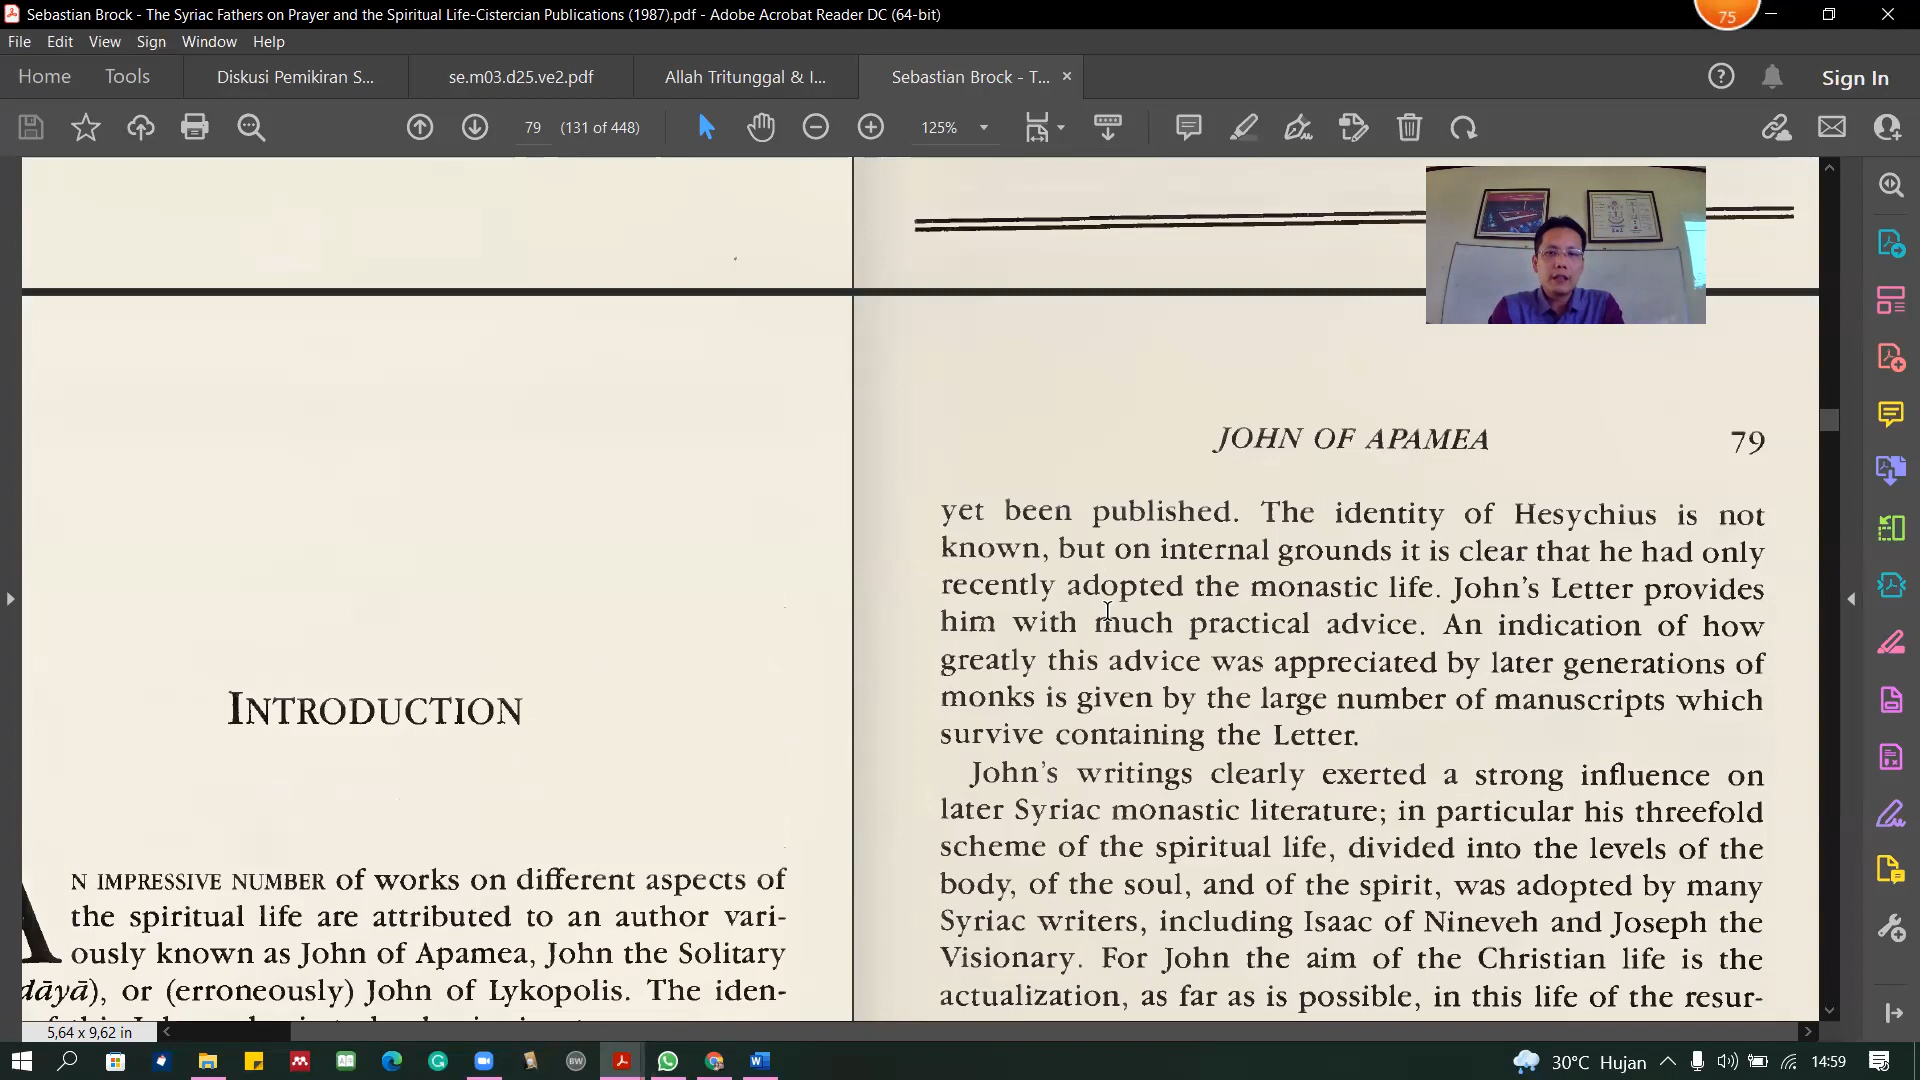 Sebastian Brock - The Syriac Fathers on Prayer and the Spiritual Life-Cistercian Publications (1987).pdf - Adobe Acrobat Reader DC (64-bit)
75
File Edit View Sign Window Help
Home Tools Diskusi Pemikiran S... se.m03.d25.ve2.pdf Allah Tritunggal & I... Sebastian Brock - T... × Sign In
79 (131 of 448) 125%
INTRODUCTION
AN IMPRESSIVE NUMBER of works on different aspects of
the spiritual life are attributed to an author vari-
ously known as John of Apamea, John the Solitary
dāyā), or (erroneously) John of Lykopolis. The iden-
JOHN OF APAMEA 79
yet been published. The identity of Hesychius is not
known, but on internal grounds it is clear that he had only
recently adopted the monastic life. John's Letter provides
him with much practical advice. An indication of how
greatly this advice was appreciated by later generations of
monks is given by the large number of manuscripts which
survive containing the Letter.
John's writings clearly exerted a strong influence on
later Syriac monastic literature; in particular his threefold
scheme of the spiritual life, divided into the levels of the
body, of the soul, and of the spirit, was adopted by many
Syriac writers, including Isaac of Nineveh and Joseph the
Visionary. For John the aim of the Christian life is the
actualization, as far as is possible, in this life of the resur-
5,64 x 9,62 in
BW
30°C Hujan 14:59